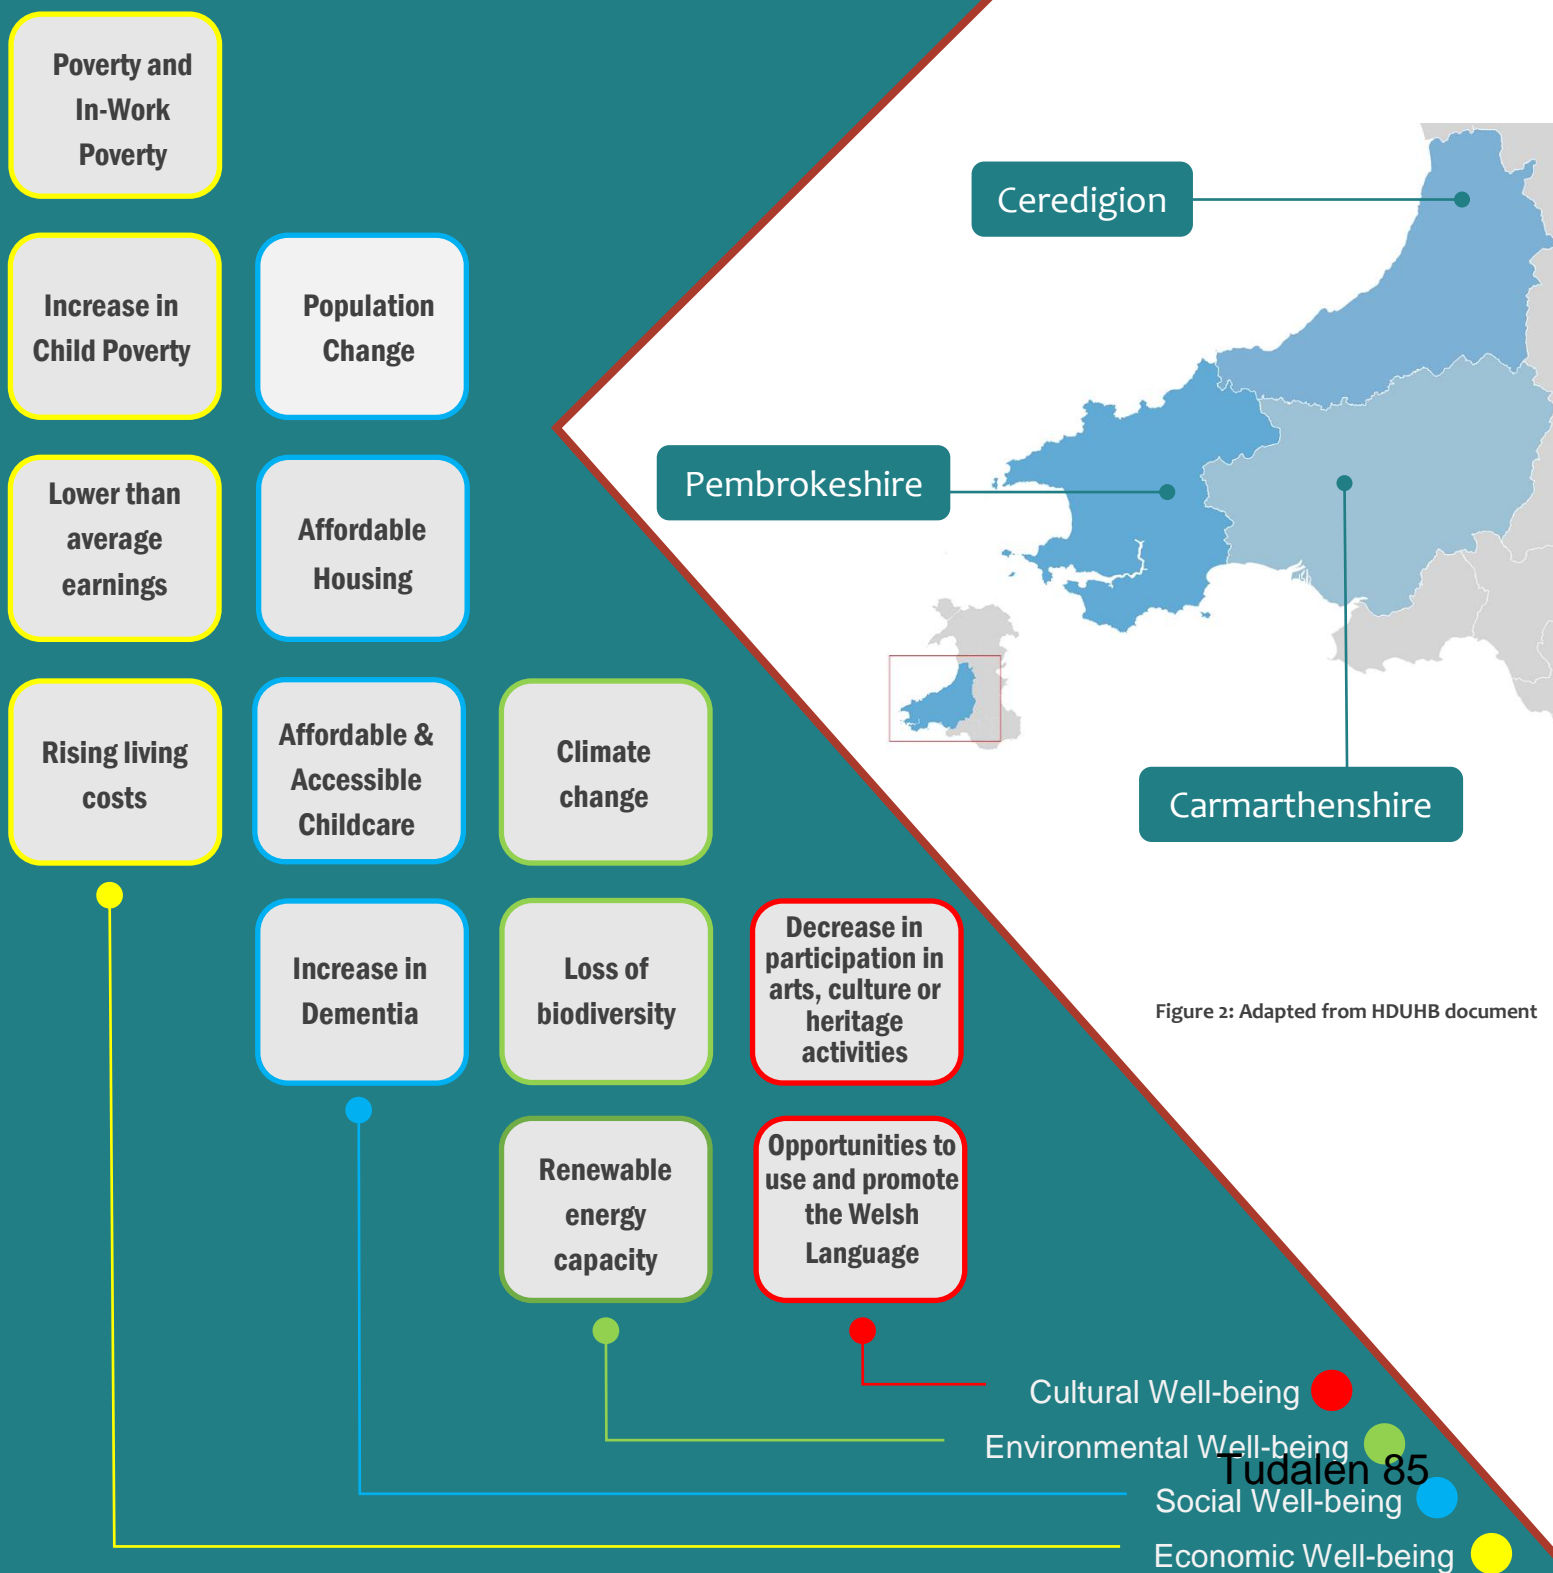 Poverty and
In-Work
Poverty
Increase in
Child Poverty
Population
Change
Lower than
average
earnings
Affordable
Housing
Rising living
costs
Affordable &
Accessible
Childcare
Climate
change
Increase in
Dementia
Loss of
biodiversity
Decrease in
participation in
arts, culture or
heritage
activities
Renewable
energy
capacity
Opportunities to
use and promote
the Welsh
Language
Ceredigion
Pembrokeshire
Carmarthenshire
Figure 2: Adapted from HDUHB document
Cultural Well-being
Environmental Well-being
Tudalen 85
Social Well-being
Economic Well-being